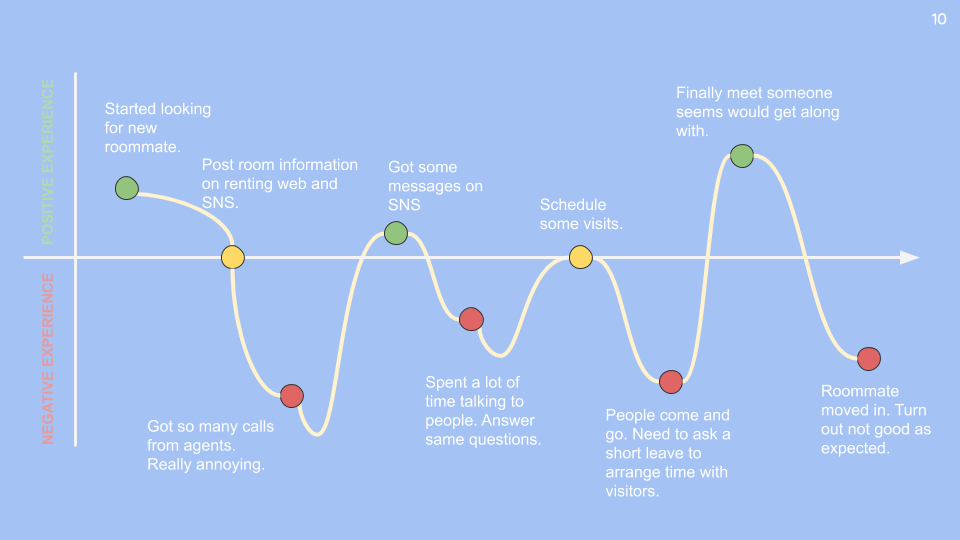 10
POSITIVE EXPERIENCE
NEGATIVE EXPERIENCE
Started looking
for new
roommate.
Post room information
on renting web and
SNS.
Got so many calls
from agents.
Really annoying.
Got some
messages on
SNS
Spent a lot of
time talking to
people. Answer
same questions.
Schedule
some visits.
People come and
go. Need to ask a
short leave to
arrange time with
visitors.
Finally meet someone
seems would get along
with.
Roommate
moved in. Turn
out not good as
expected.